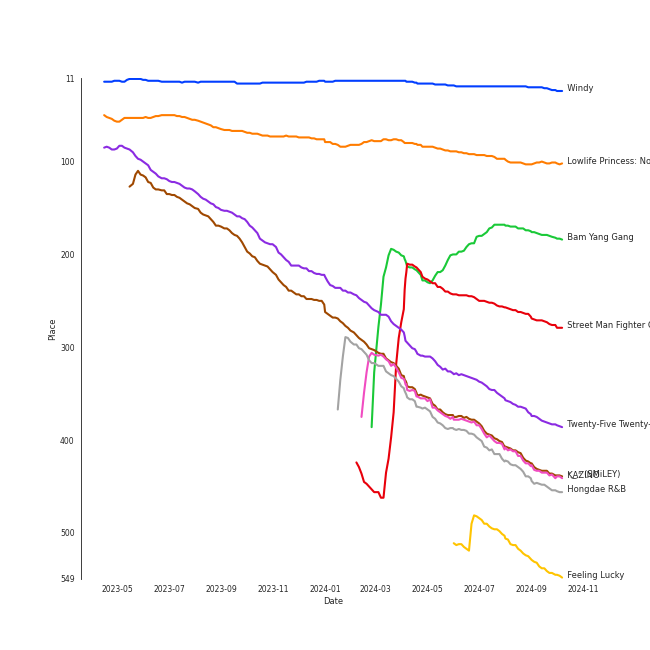 11
100
200
300
400
500
549
Place
Windy
Lowlife Princess: No
Bam Yang Gang
Street Man Fighter
Twenty-Five Twenty-
(SMiLEY)
Hongdae R&B
Feeling Lucky
2023-05
2023-07
2023-09
2023-11
2024-01
2024-03
2024-05
2024-07
2024-09
2024-11
Date